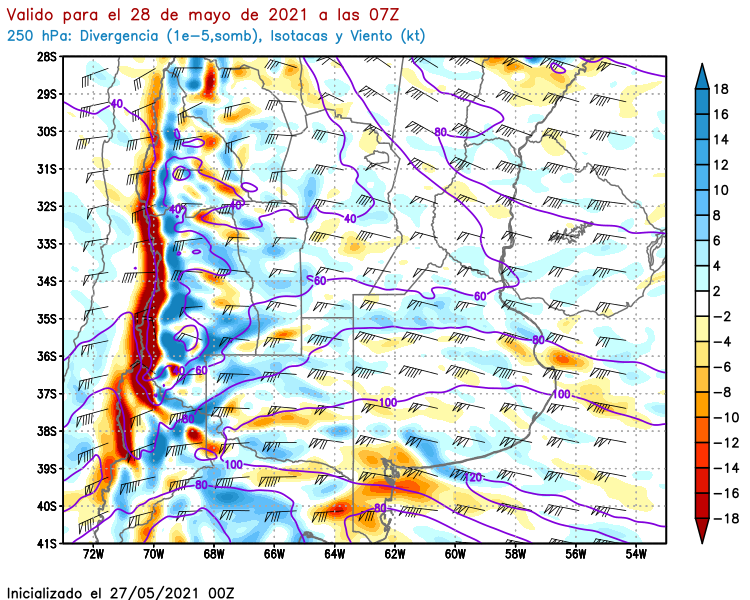 Valido para el 28 de mayo de 2021 a las 07Z
250 hPa: Divergencia (1e−5,somb), Isotacas y Viento (kt)
28S
29S
30S
31S
32S
33S
34S
35S
36S
37S
38S
39S
40S
41S
72W 70W 68W 66W 64W 62W 60W 58W 56W 54W
40
80
0
40
40
40
60
60
80
60
60
100
100
80
100
120
80
80
18
16
14
12
10
8
6
4
2
−2
−4
−6
−8
−10
−12
−14
−16
−18
Inicializado el 27/05/2021 00Z